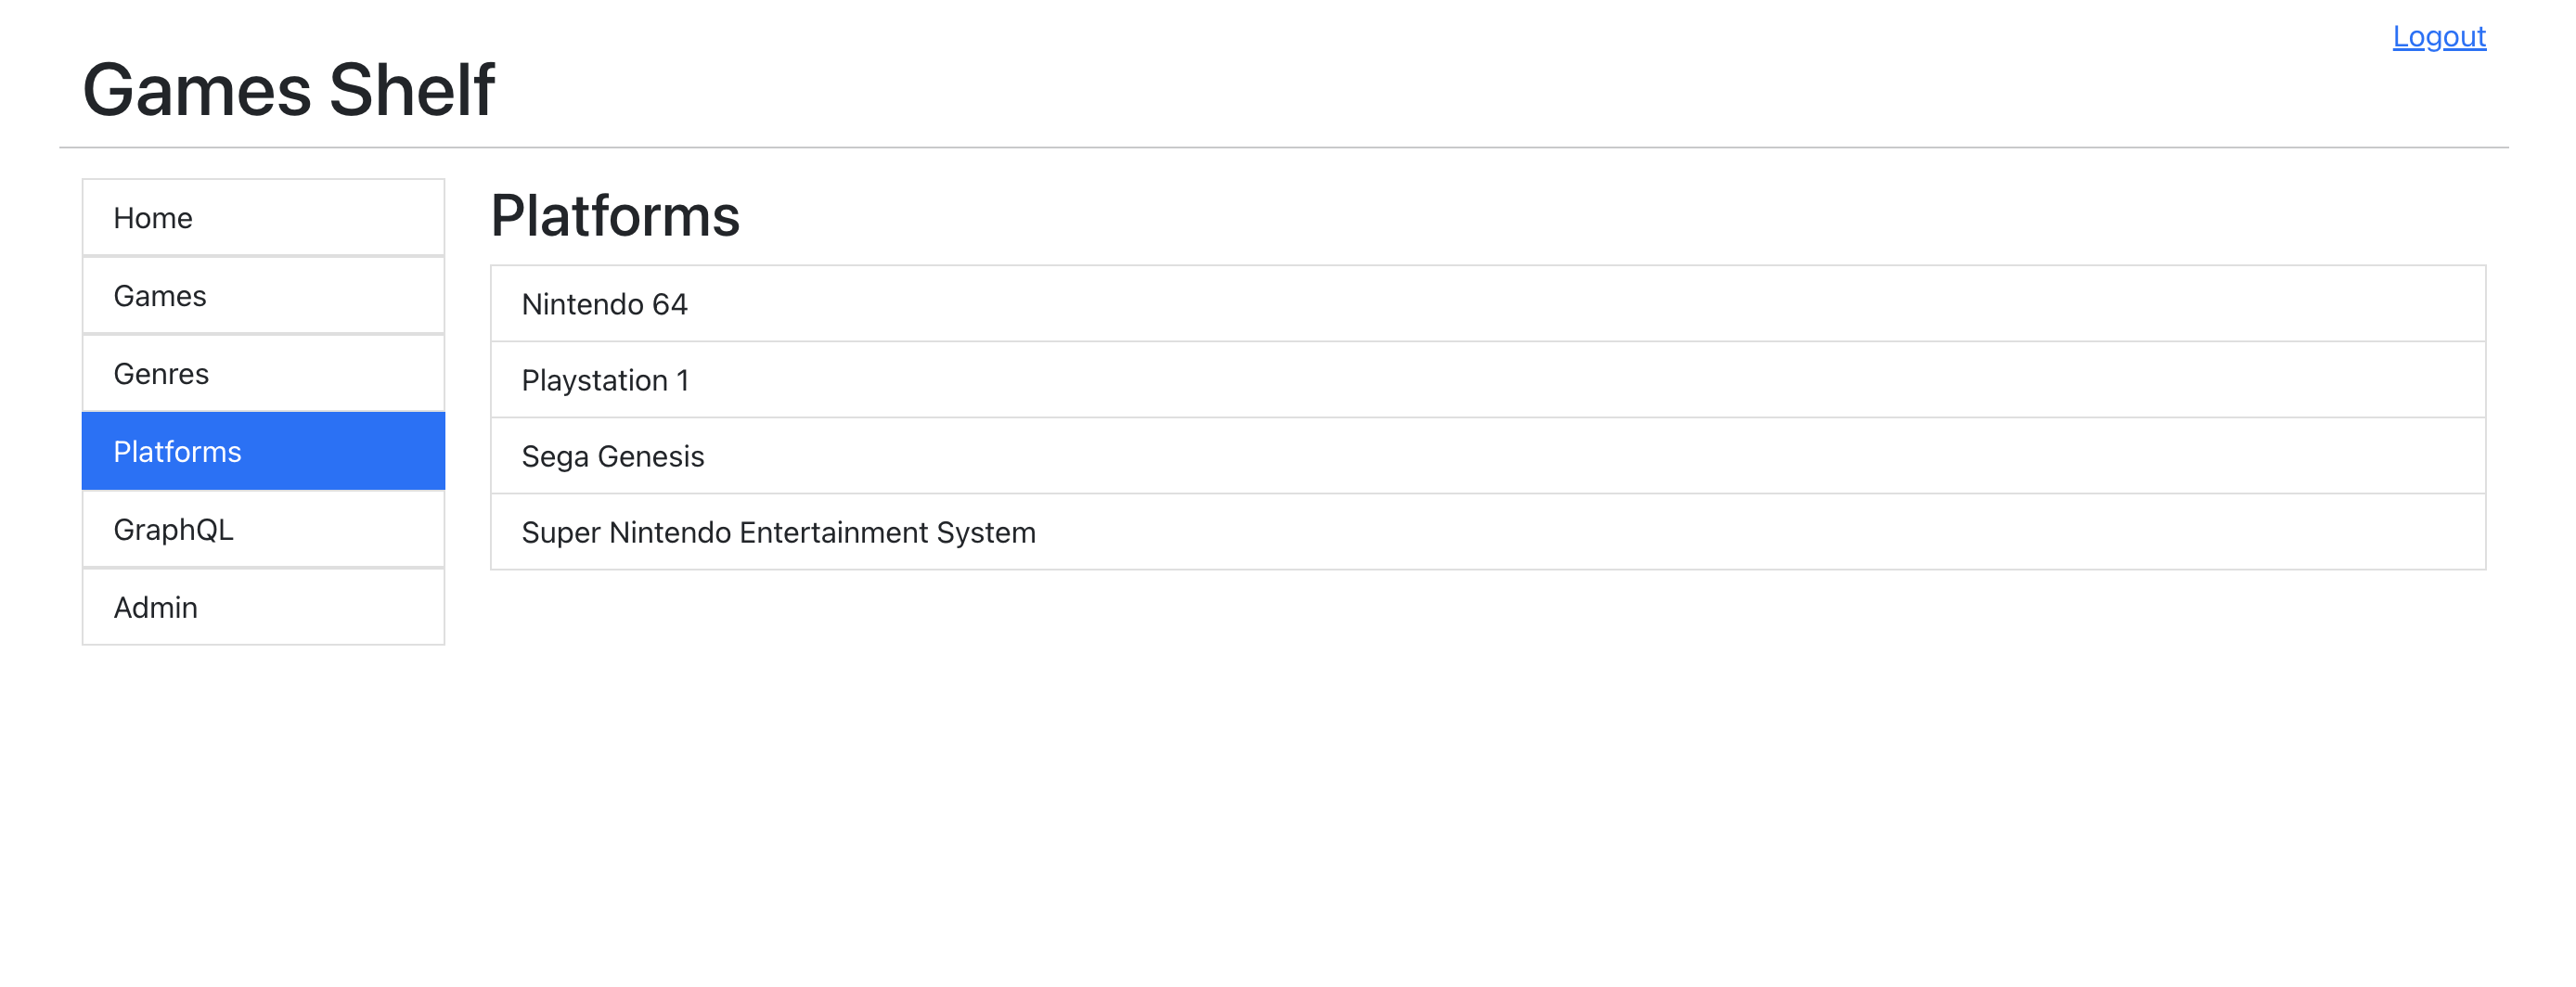 Logout
Games Shelf
Home
Games
Genres
Platforms
GraphQL
Admin
Platforms
Nintendo 64
Playstation 1
Sega Genesis
Super Nintendo Entertainment System